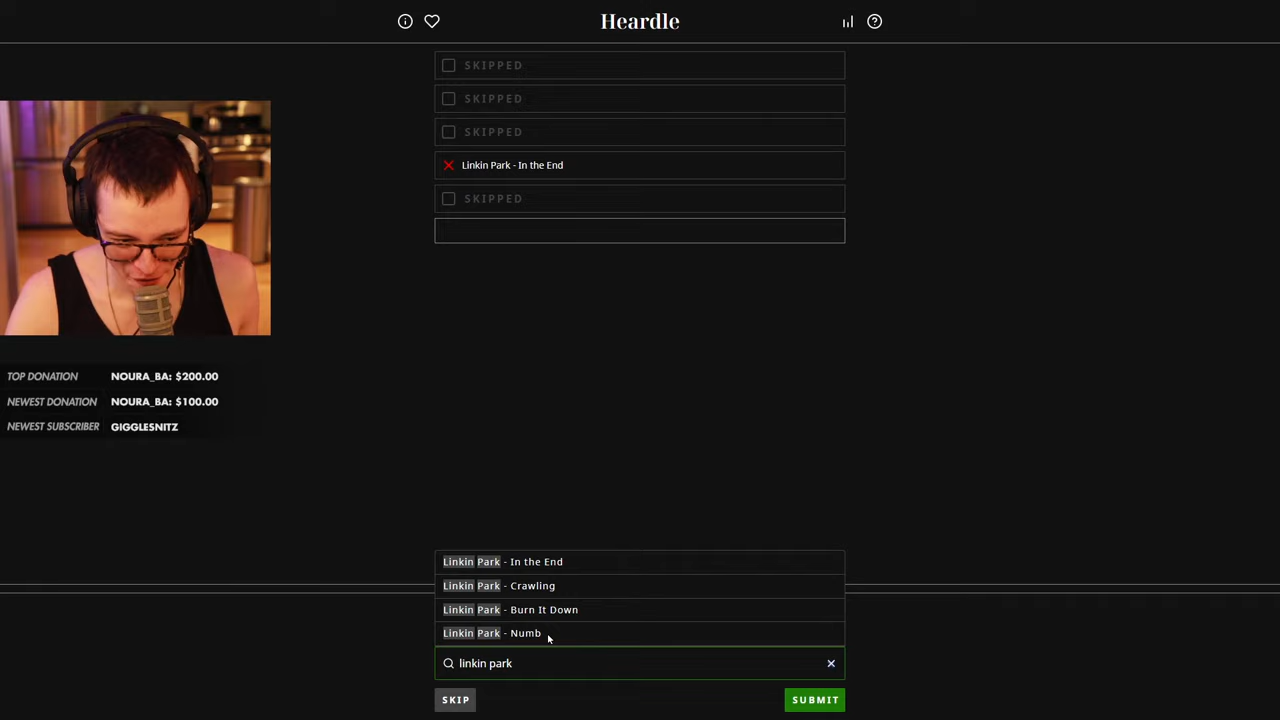 Heardle
SKIPPED
SKIPPED
SKIPPED
Linkin Park - In the End
SKIPPED
TOP DONATION NOURA_BA: $200.00
NEWEST DONATION NOURA_BA: $100.00
NEWEST SUBSCRIBER GIGGLESNITZ
Linkin Park - In the End
Linkin Park - Crawling
Linkin Park - Burn It Down
Linkin Park - Numb
linkin park
SKIP
SUBMIT